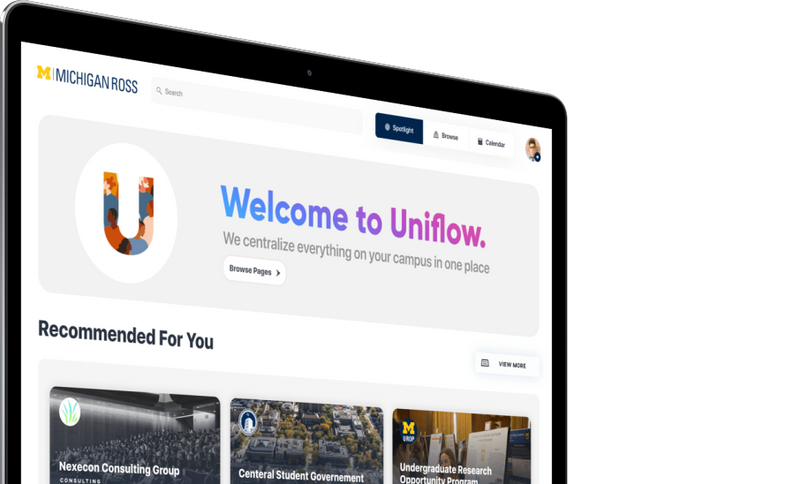 M | MICHIGAN ROSS
Search
Spotlight
Browse
Calendar
U
Welcome to Uniflow.
We centralize everything on your campus in one place
Browse Pages
Recommended For You
VIEW MORE
Nexecon Consulting Group
CONSULTING
Centeral Student Governement
M
UROP
Undergraduate Research
Opportunity Program